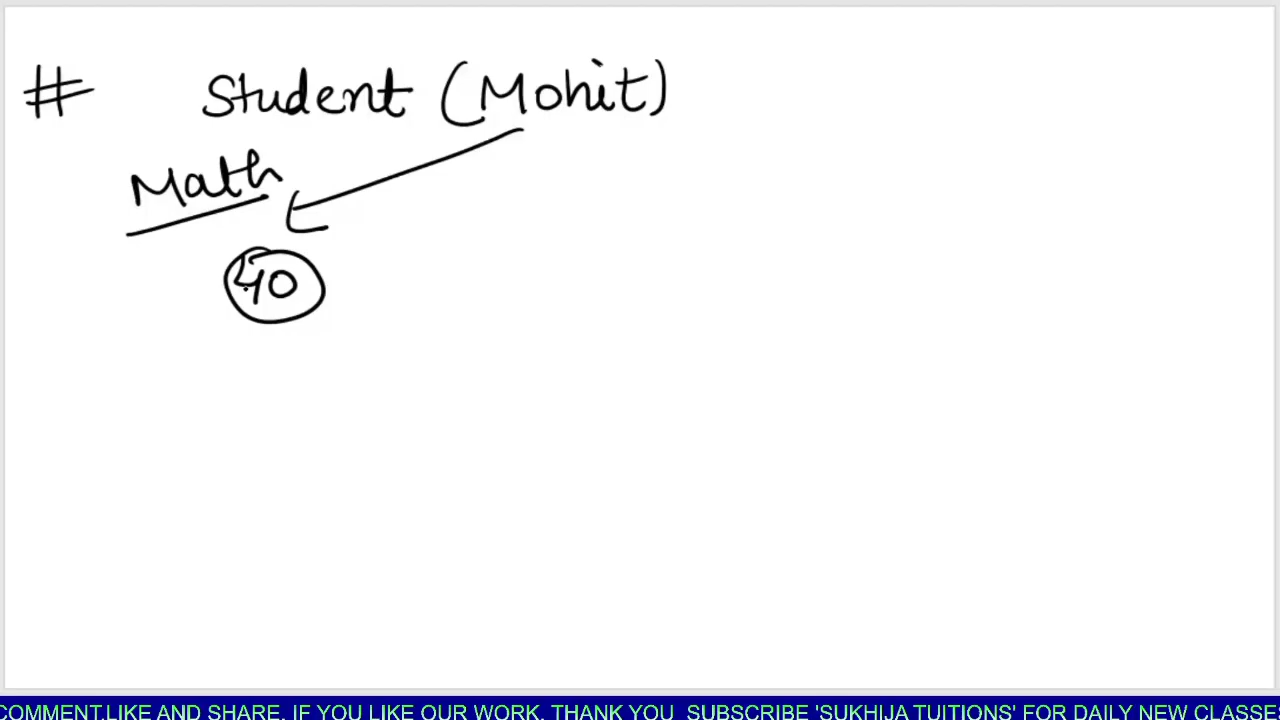 # Student (Mohit)
Math
40
COMMENT,LIKE AND SHARE, IF YOU LIKE OUR WORK, THANK YOU SUBSCRIBE 'SUKHIJA TUITIONS' FOR DAILY NEW CLASSE